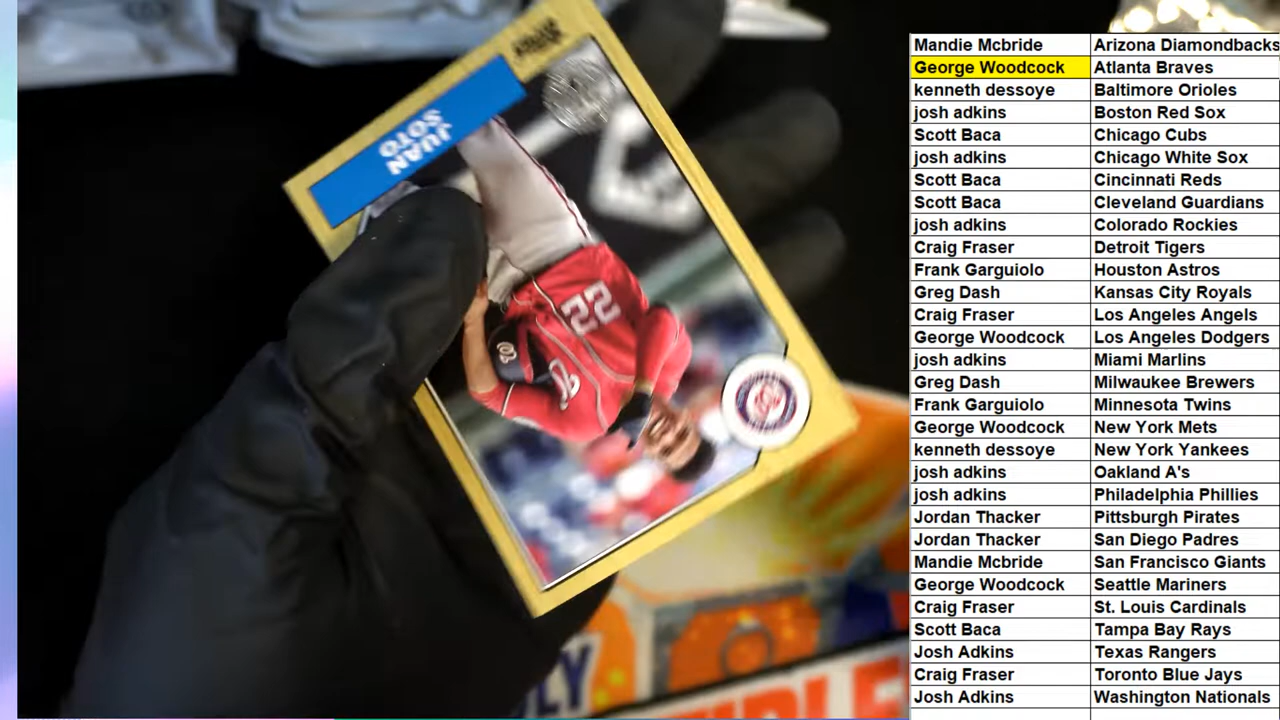 JUAN
SOTO
22
LY
Mandie Mcbride Arizona Diamondbacks
George Woodcock Atlanta Braves
kenneth dessoye Baltimore Orioles
josh adkins Boston Red Sox
Scott Baca Chicago Cubs
josh adkins Chicago White Sox
Scott Baca Cincinnati Reds
Scott Baca Cleveland Guardians
josh adkins Colorado Rockies
Craig Fraser Detroit Tigers
Frank Garguiolo Houston Astros
Greg Dash Kansas City Royals
Craig Fraser Los Angeles Angels
George Woodcock Los Angeles Dodgers
josh adkins Miami Marlins
Greg Dash Milwaukee Brewers
Frank Garguiolo Minnesota Twins
George Woodcock New York Mets
kenneth dessoye New York Yankees
josh adkins Oakland A's
josh adkins Philadelphia Phillies
Jordan Thacker Pittsburgh Pirates
Jordan Thacker San Diego Padres
Mandie Mcbride San Francisco Giants
George Woodcock Seattle Mariners
Craig Fraser St. Louis Cardinals
Scott Baca Tampa Bay Rays
Josh Adkins Texas Rangers
Craig Fraser Toronto Blue Jays
Josh Adkins Washington Nationals